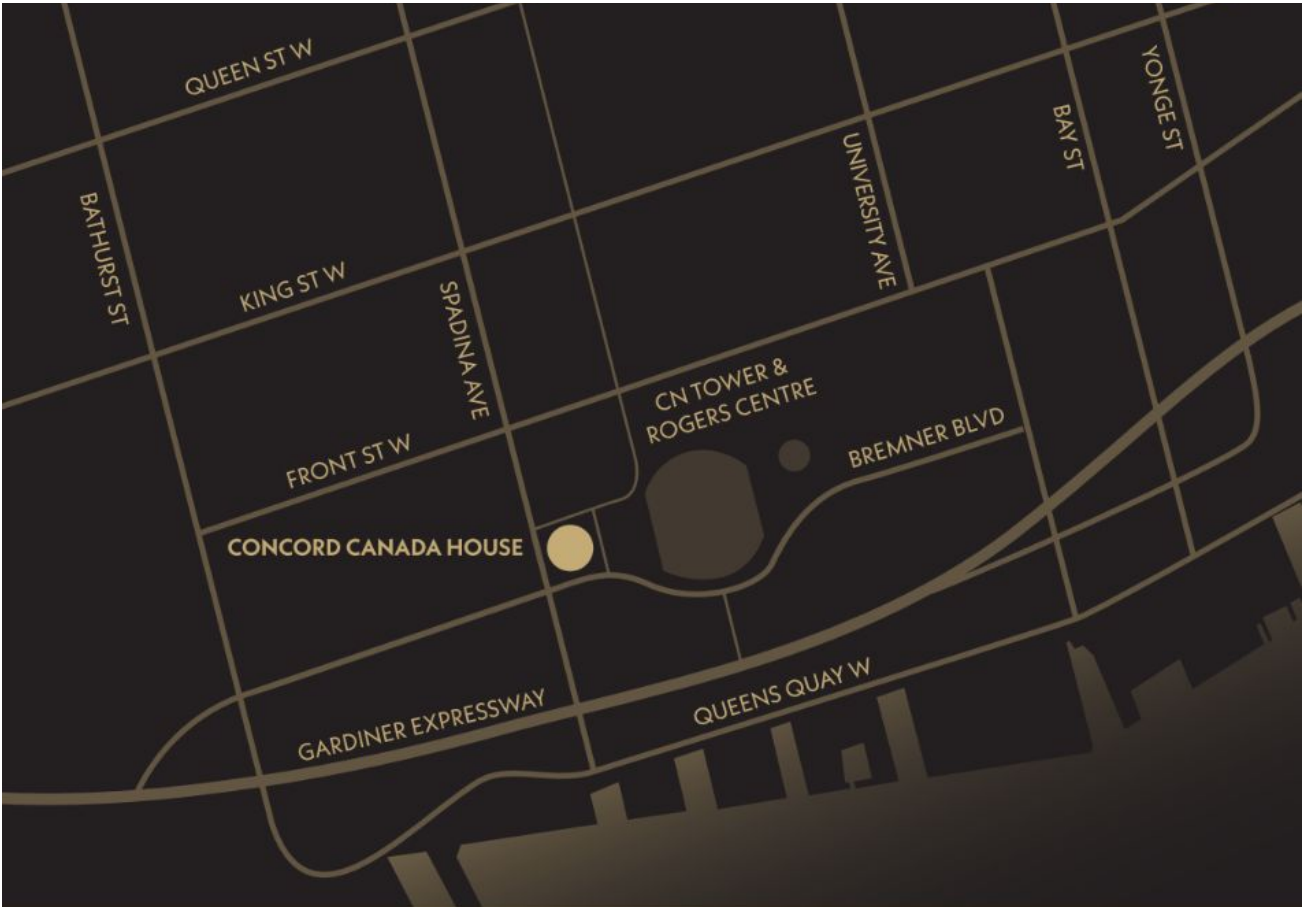 QUEEN ST W
YONGE ST
BAY ST
UNIVERSITY AVE
BATHURST ST
KING ST W
SPADINA AVE
CN TOWER &
ROGERS CENTRE
BREMNER BLVD
FRONT ST W
CONCORD CANADA HOUSE
GARDINER EXPRESSWAY
QUEENS QUAY W